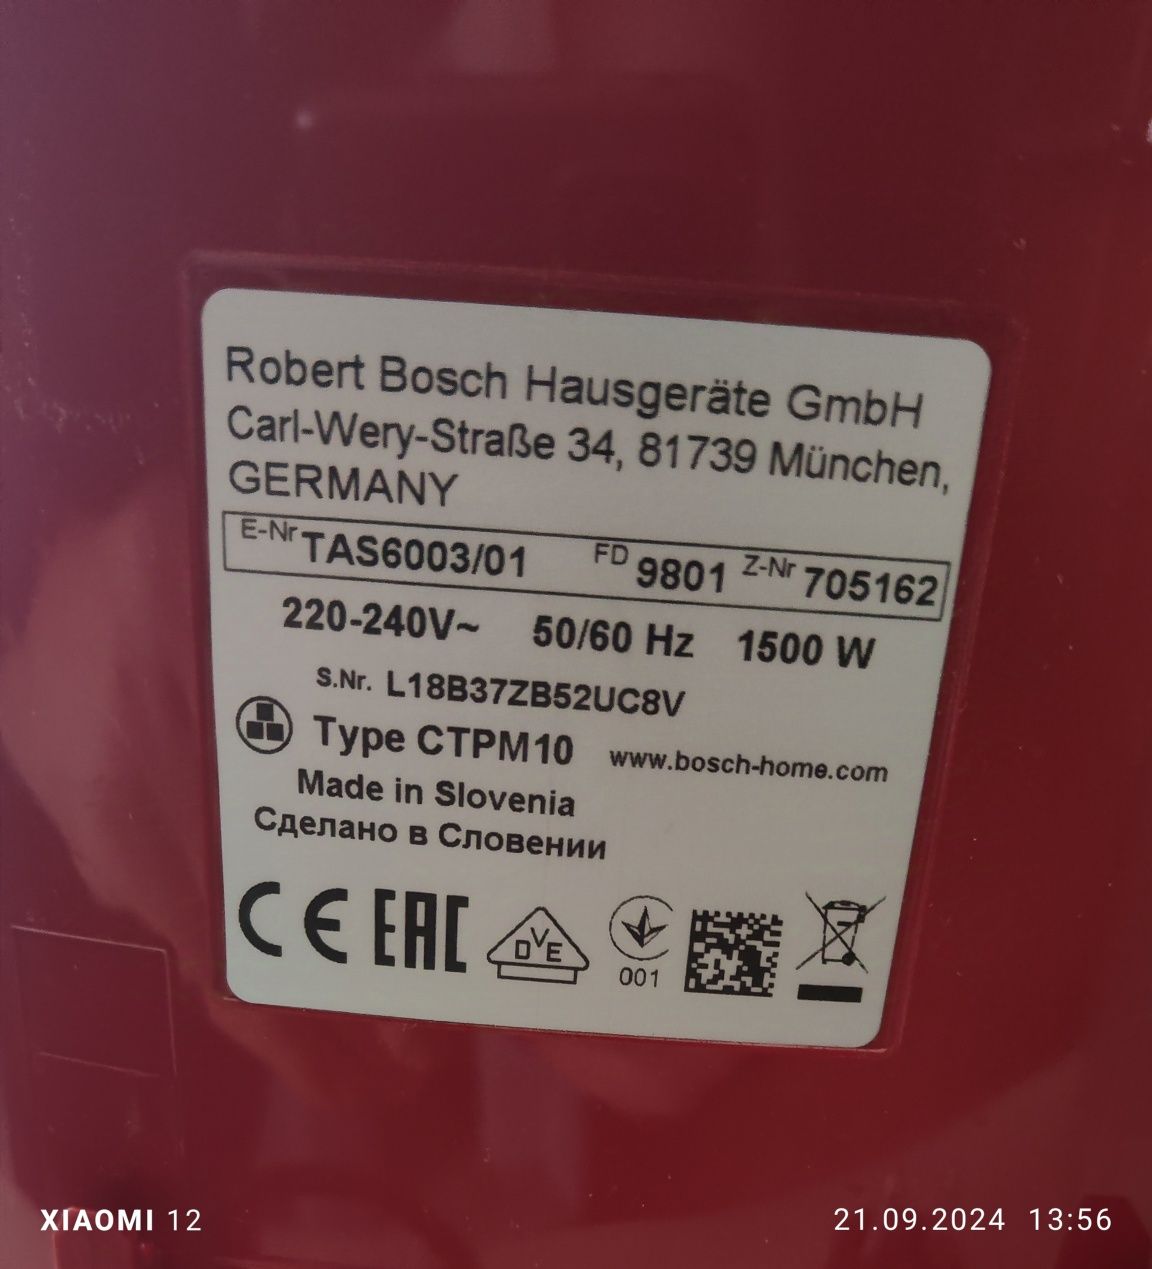 Robert Bosch Hausgeräte GmbH
Carl-Wery-Straße 34, 81739 München,
GERMANY
E-Nr TAS6003/01 FD 9801 Z-Nr 705162
220-240V~ 50/60 Hz 1500 W
S.Nr. L18B37ZB52UC8V
Type CTPM10 www.bosch-home.com
Made in Slovenia
Сделано в Словении
CE EAC DVE 001
XIAOMI 12 21.09.2024 13:56